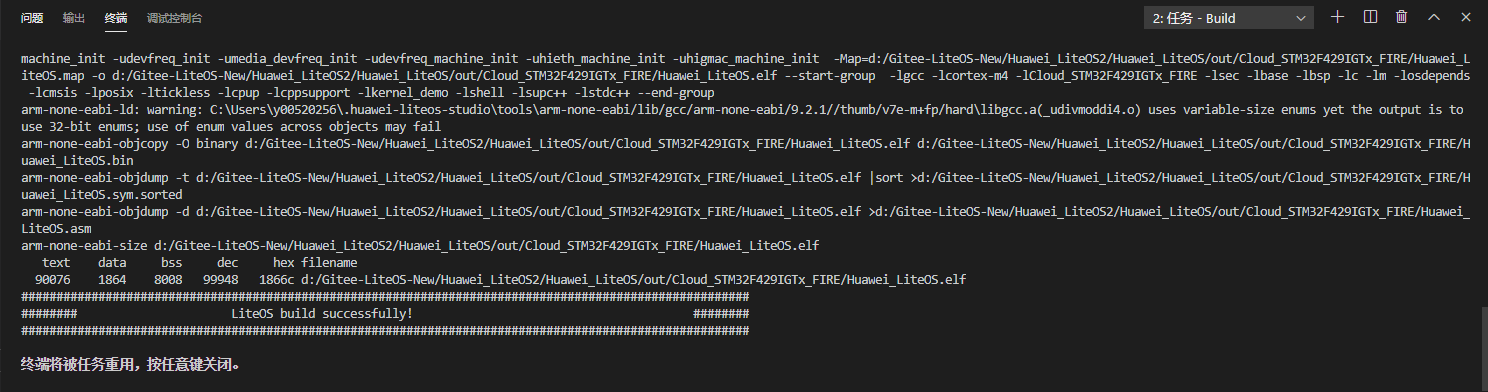 问题 输出 终端 调试控制台 2: 任务 - Build
machine_init -udevfreq_init -umedia_devfreq_init -udevfreq_machine_init -uhieth_machine_init -uhigmac_machine_init  -Map=d:/Gitee-LiteOS-New/Huawei_LiteOS2/Huawei_LiteOS/out/Cloud_STM32F429IGTx_FIRE/Huawei_L
iteOS.map -o d:/Gitee-LiteOS-New/Huawei_LiteOS2/Huawei_LiteOS/out/Cloud_STM32F429IGTx_FIRE/Huawei_LiteOS.elf --start-group  -lgcc -lcortex-m4 -lCloud_STM32F429IGTx_FIRE -lsec -lbase -lbsp -lc -lm -losdepends
 -lcmsis -lposix -ltickless -lcpup -lcppsupport -lkernel_demo -lshell -lsupc++ -lstdc++ --end-group
arm-none-eabi-ld: warning: C:\Users\y00520256\.huawei-liteos-studio\tools\arm-none-eabi/lib/gcc/arm-none-eabi/9.2.1//thumb/v7e-m+fp/hard\libgcc.a(_udivmoddi4.o) uses variable-size enums yet the output is to
use 32-bit enums; use of enum values across objects may fail
arm-none-eabi-objcopy -O binary d:/Gitee-LiteOS-New/Huawei_LiteOS2/Huawei_LiteOS/out/Cloud_STM32F429IGTx_FIRE/Huawei_LiteOS.elf d:/Gitee-LiteOS-New/Huawei_LiteOS2/Huawei_LiteOS/out/Cloud_STM32F429IGTx_FIRE/H
uawei_LiteOS.bin
arm-none-eabi-objdump -t d:/Gitee-LiteOS-New/Huawei_LiteOS2/Huawei_LiteOS/out/Cloud_STM32F429IGTx_FIRE/Huawei_LiteOS.elf |sort >d:/Gitee-LiteOS-New/Huawei_LiteOS2/Huawei_LiteOS/out/Cloud_STM32F429IGTx_FIRE/H
uawei_LiteOS.sym.sorted
arm-none-eabi-objdump -d d:/Gitee-LiteOS-New/Huawei_LiteOS2/Huawei_LiteOS/out/Cloud_STM32F429IGTx_FIRE/Huawei_LiteOS.elf >d:/Gitee-LiteOS-New/Huawei_LiteOS2/Huawei_LiteOS/out/Cloud_STM32F429IGTx_FIRE/Huawei_
LiteOS.asm
arm-none-eabi-size d:/Gitee-LiteOS-New/Huawei_LiteOS2/Huawei_LiteOS/out/Cloud_STM32F429IGTx_FIRE/Huawei_LiteOS.elf
   text    data     bss     dec     hex filename
  90076    1864    8008   99948   1866c d:/Gitee-LiteOS-New/Huawei_LiteOS2/Huawei_LiteOS/out/Cloud_STM32F429IGTx_FIRE/Huawei_LiteOS.elf
########################################################################################################
########                      LiteOS build successfully!                                        ########
########################################################################################################
终端将被任务重用，按任意键关闭。